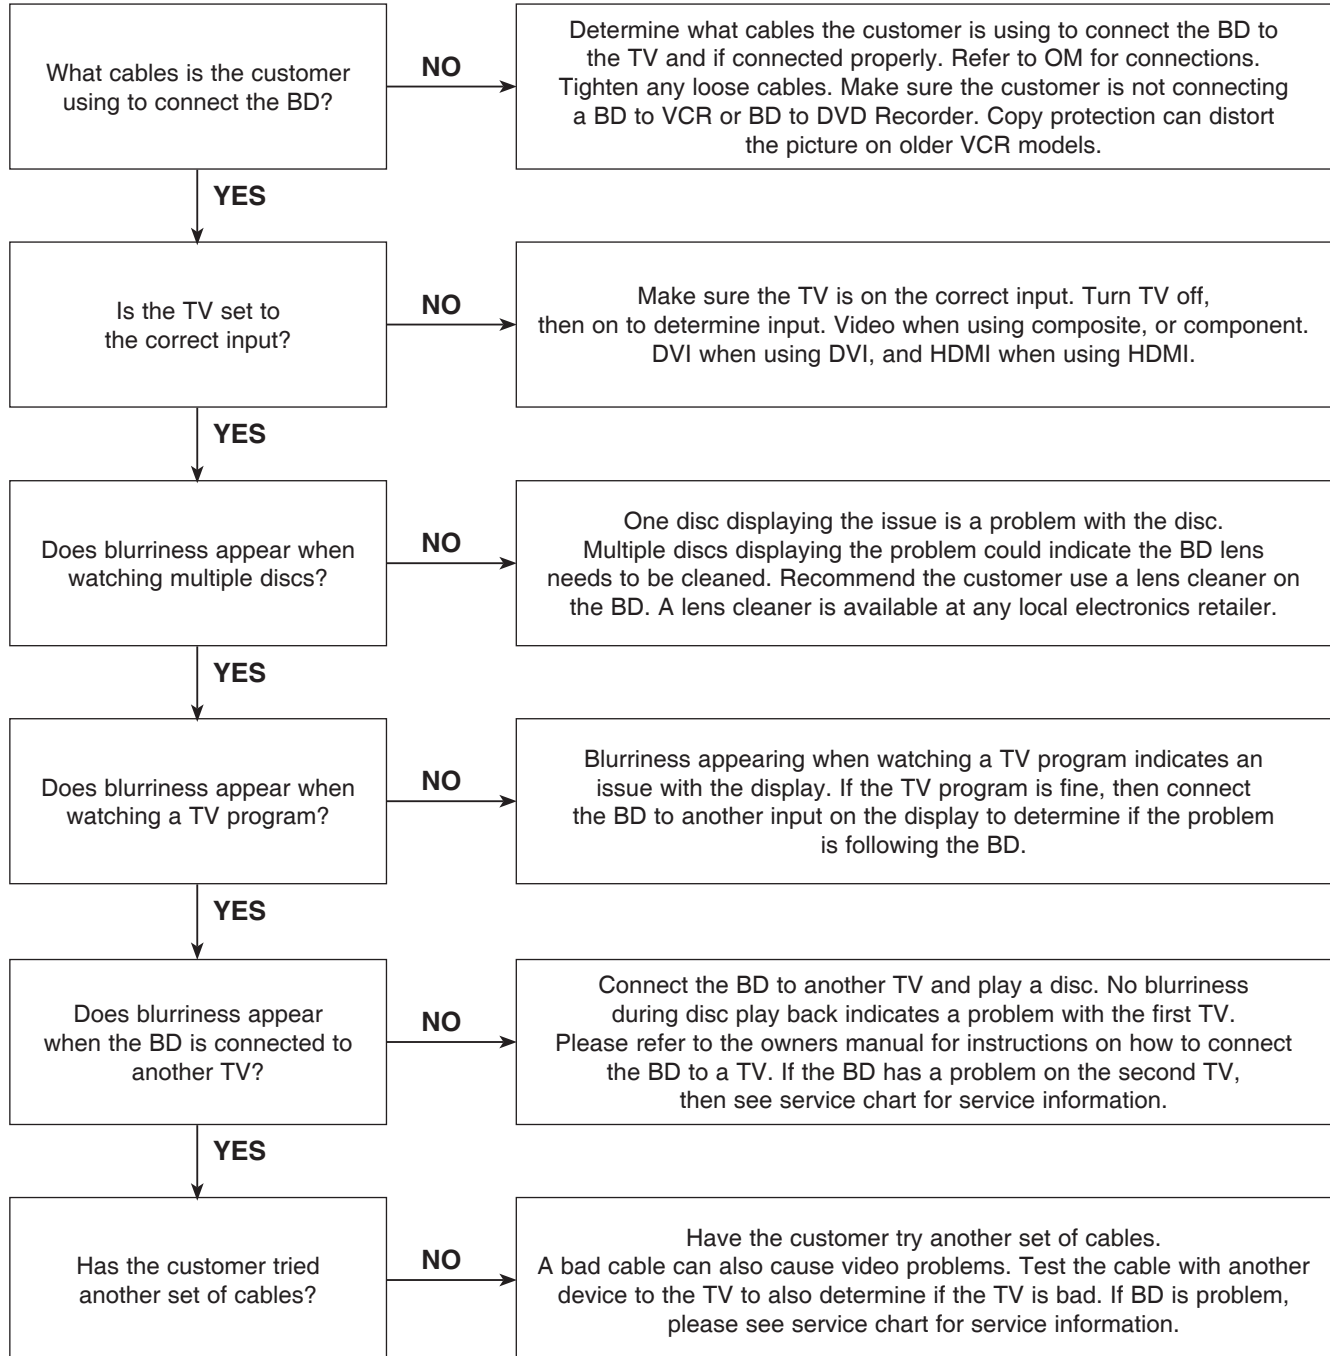 What cables is the customer
using to connect the BD?
NO
Determine what cables the customer is using to connect the BD to
the TV and if connected properly. Refer to OM for connections.
Tighten any loose cables. Make sure the customer is not connecting
a BD to VCR or BD to DVD Recorder. Copy protection can distort
the picture on older VCR models.
YES
Is the TV set to
the correct input?
NO
Make sure the TV is on the correct input. Turn TV off,
then on to determine input. Video when using composite, or component.
DVI when using DVI, and HDMI when using HDMI.
YES
Does blurriness appear when
watching multiple discs?
NO
One disc displaying the issue is a problem with the disc.
Multiple discs displaying the problem could indicate the BD lens
needs to be cleaned. Recommend the customer use a lens cleaner on
the BD. A lens cleaner is available at any local electronics retailer.
YES
Does blurriness appear when
watching a TV program?
NO
Blurriness appearing when watching a TV program indicates an
issue with the display. If the TV program is fine, then connect
the BD to another input on the display to determine if the problem
is following the BD.
YES
Does blurriness appear
when the BD is connected to
another TV?
NO
Connect the BD to another TV and play a disc. No blurriness
during disc play back indicates a problem with the first TV.
Please refer to the owners manual for instructions on how to connect
the BD to a TV. If the BD has a problem on the second TV,
then see service chart for service information.
YES
Has the customer tried
another set of cables?
NO
Have the customer try another set of cables.
A bad cable can also cause video problems. Test the cable with another
device to the TV to also determine if the TV is bad. If BD is problem,
please see service chart for service information.